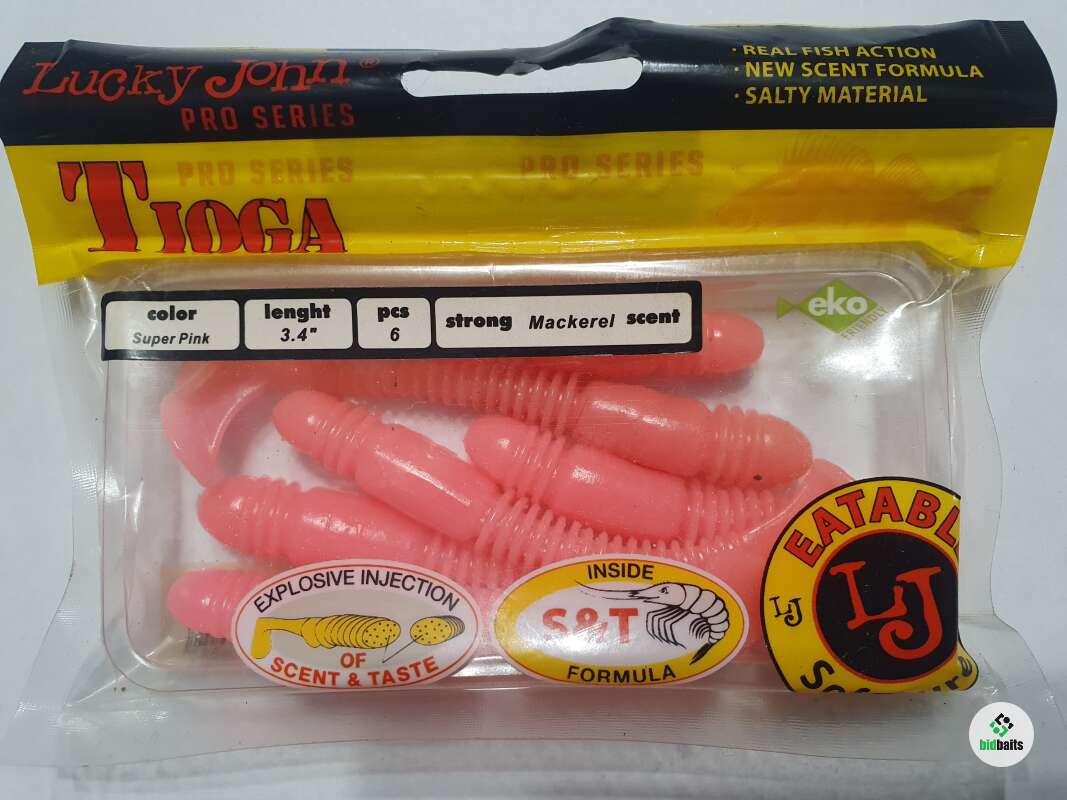 Lucky John®
PRO SERIES
· REAL FISH ACTION
· NEW SCENT FORMULA
· SALTY MATERIAL
PRO SERIES
PRO SERIES
TIOGA
color
Super Pink
lenght
3.4"
pcs
6
strong Mackerel scent
eko
EXPLOSIVE INJECTION
OF
SCENT & TASTE
INSIDE
S&T
FORMULA
EATABL
LJ
LJ
bidbaits